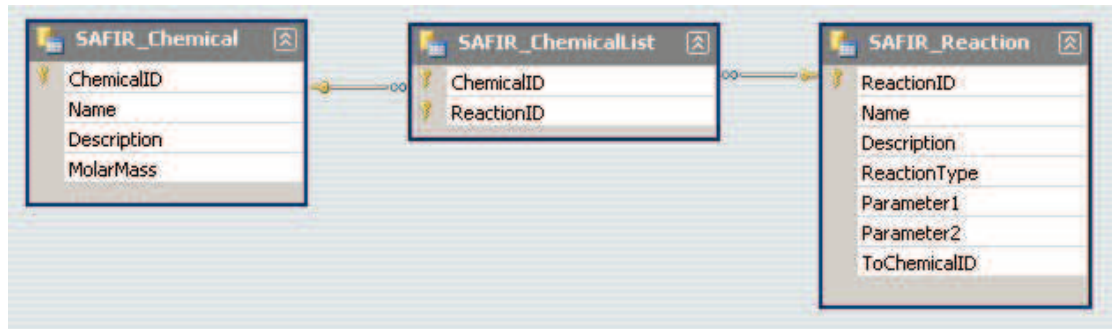 SAFIR_Chemical
ChemicalID
Name
Description
MolarMass
SAFIR_ChemicalList
ChemicalID
ReactionID
SAFIR_Reaction
ReactionID
Name
Description
ReactionType
Parameter1
Parameter2
ToChemicalID